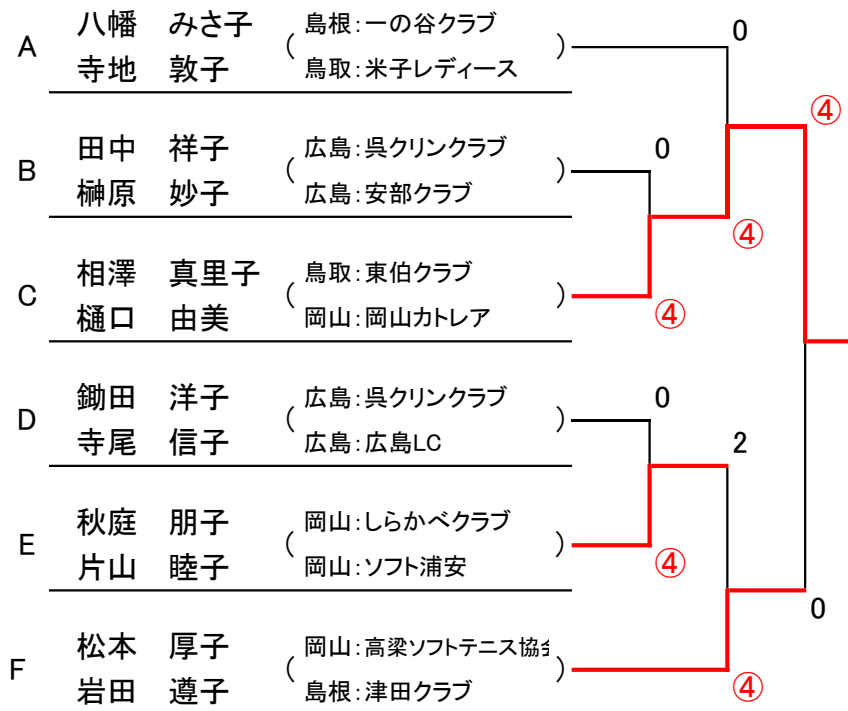 A 八幡 みさ子 ( 島根：一の谷クラブ ) 0
寺地 敦子 鳥取：米子レディース
④
B 田中 祥子 ( 広島：呉クリンクラブ ) 0
榊原 妙子 広島：安部クラブ
④
C 相澤 真里子 ( 鳥取：東伯クラブ ) ④
樋口 由美 岡山：岡山カトレア
D 鋤田 洋子 ( 広島：呉クリンクラブ ) 0
寺尾 信子 広島：広島LC
2
E 秋庭 朋子 ( 岡山：しらかべクラブ ) ④
片山 睦子 岡山：ソフト浦安
0
F 松本 厚子 ( 岡山：高梁ソフトテニス協 ) ④
岩田 遵子 島根：津田クラブ